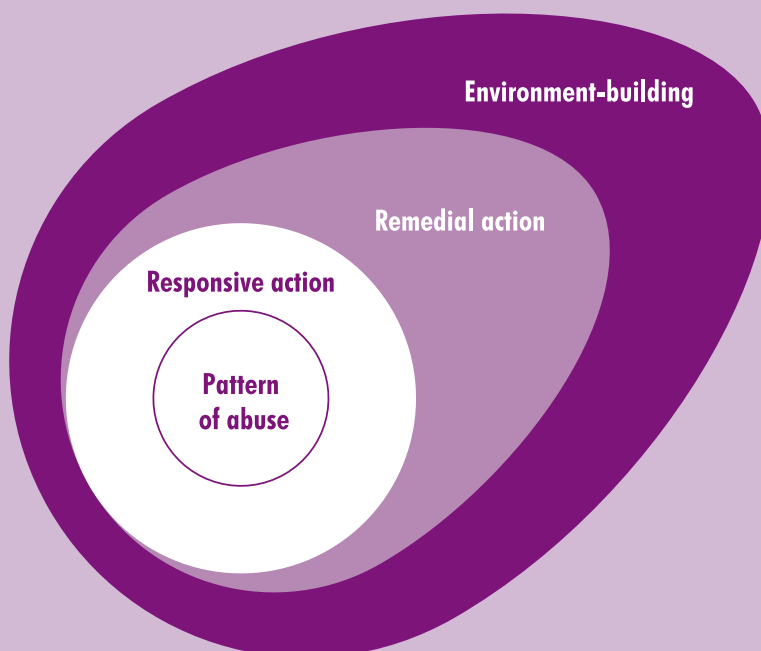 Environment-building
Remedial action
Responsive action
Pattern
of abuse